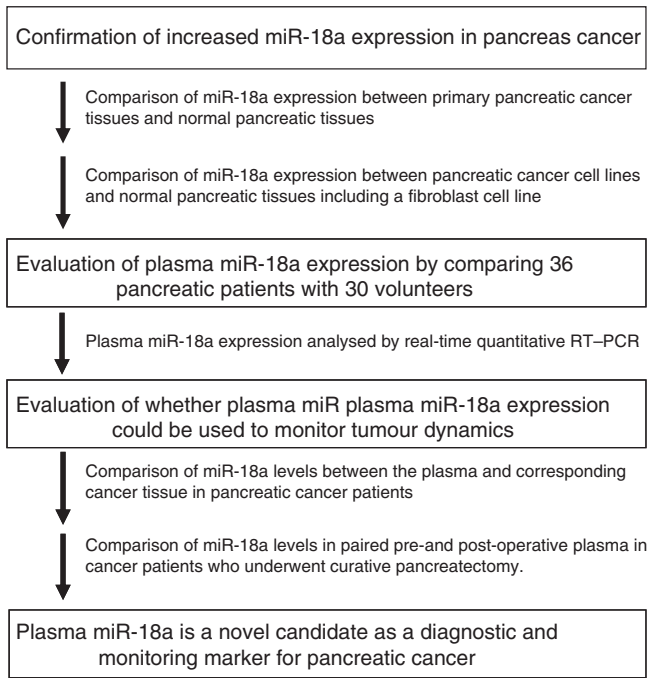 Confirmation of increased miR-18a expression in pancreas cancer
Comparison of miR-18a expression between primary pancreatic cancer
tissues and normal pancreatic tissues
Comparison of miR-18a expression between pancreatic cancer cell lines
and normal pancreatic tissues including a fibroblast cell line
Evaluation of plasma miR-18a expression by comparing 36
pancreatic patients with 30 volunteers
Plasma miR-18a expression analysed by real-time quantitative RT–PCR
Evaluation of whether plasma miR plasma miR-18a expression
could be used to monitor tumour dynamics
Comparison of miR-18a levels between the plasma and corresponding
cancer tissue in pancreatic cancer patients
Comparison of miR-18a levels in paired pre-and post-operative plasma in
cancer patients who underwent curative pancreatectomy.
Plasma miR-18a is a novel candidate as a diagnostic and
monitoring marker for pancreatic cancer